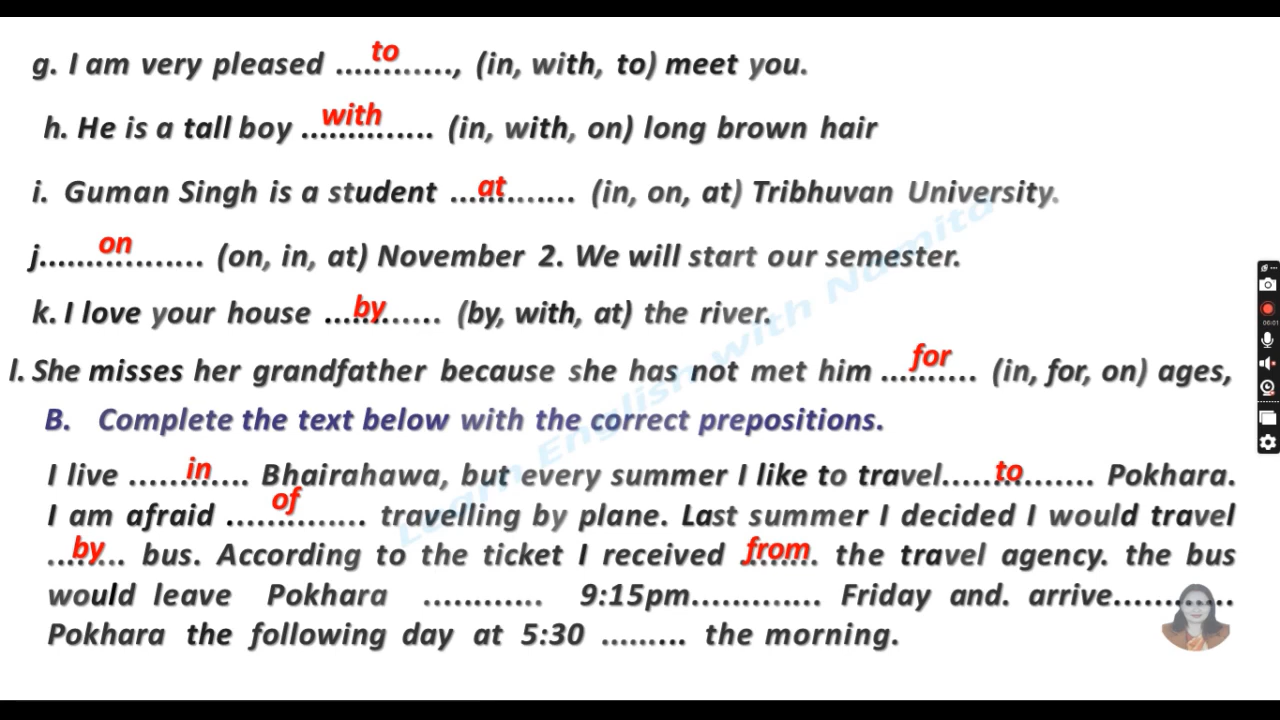 g. I am very pleased ....to........, (in, with, to) meet you.
h. He is a tall boy ..with............ (in, with, on) long brown hair
i. Guman Singh is a student ...at.......... (in, on, at) Tribhuvan University.
j.......on........... (on, in, at) November 2. We will start our semester.
k. I love your house ....by........ (by, with, at) the river.
l. She misses her grandfather because she has not met him ...for....... (in, for, on) ages,
B. Complete the text below with the correct prepositions.
I live ......in....... Bhairahawa, but every summer I like to travel.....to........... Pokhara.
I am afraid .....of......... travelling by plane. Last summer I decided I would travel
..by...... bus. According to the ticket I received ..from..... the travel agency. the bus
would leave Pokhara ............ 9:15pm............. Friday and. arrive............
Pokhara the following day at 5:30 ......... the morning.
Learn English with Namita